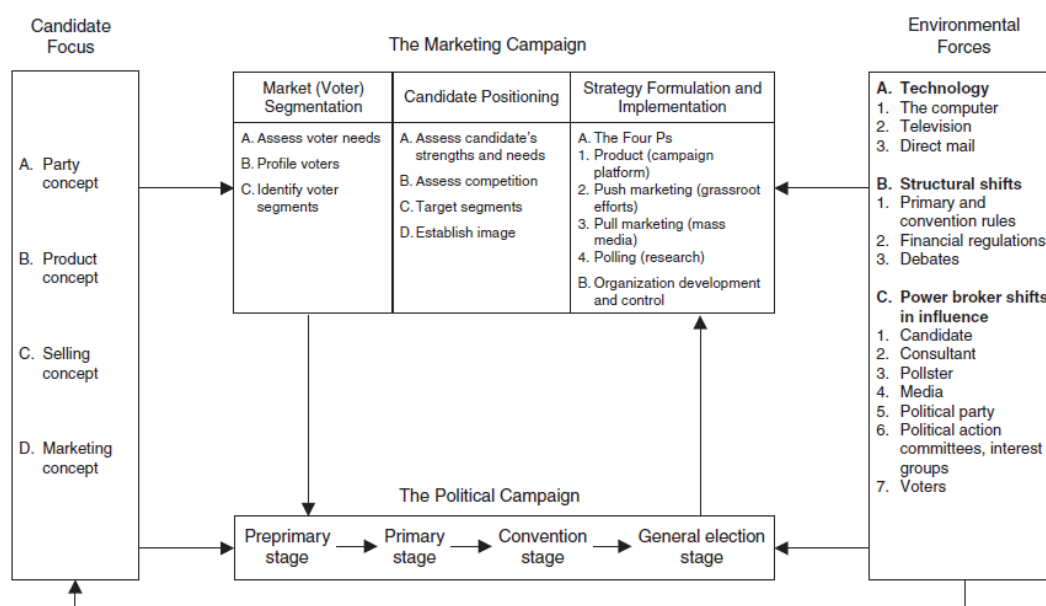 Candidate
Focus
A. Party
concept
B. Product
concept
C. Selling
concept
D. Marketing
concept
The Marketing Campaign
Market (Voter)
Segmentation
A. Assess voter needs
B. Profile voters
C. Identify voter
segments
Candidate Positioning
A. Assess candidate's
strengths and needs
B. Assess competition
C. Target segments
D. Establish image
Strategy Formulation and
Implementation
A. The Four Ps
1. Product (campaign
platform)
2. Push marketing (grassroot
efforts)
3. Pull marketing (mass
media)
4. Polling (research)
B. Organization development
and control
The Political Campaign
Preprimary
stage
Primary
stage
Convention
stage
General election
stage
Environmental
Forces
A. Technology
1. The computer
2. Television
3. Direct mail
B. Structural shifts
1. Primary and
convention rules
2. Financial regulations
3. Debates
C. Power broker shifts
in influence
1. Candidate
2. Consultant
3. Pollster
4. Media
5. Political party
6. Political action
committees, interest
groups
7. Voters